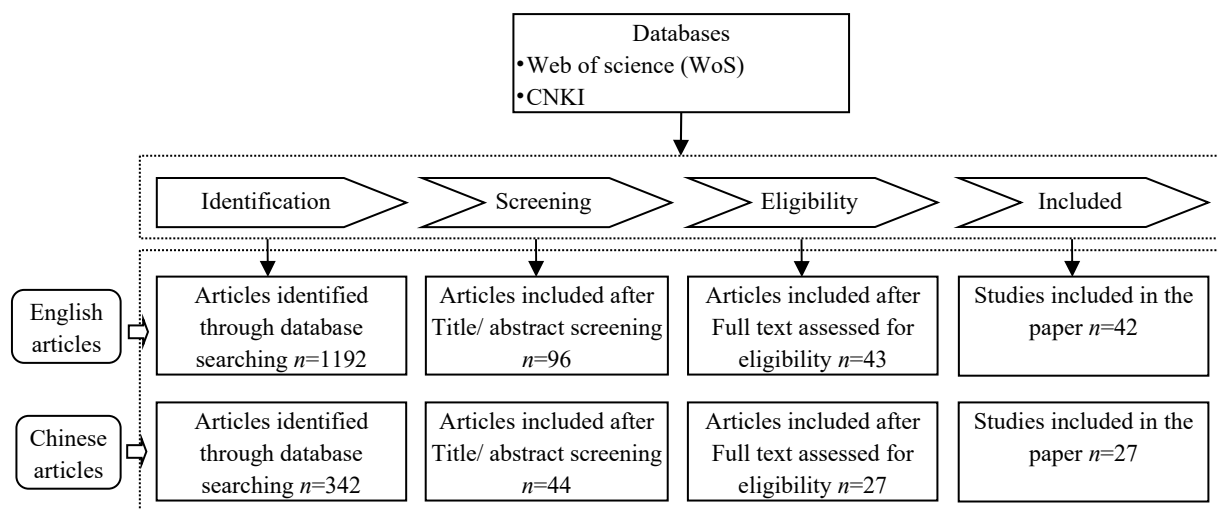 Databases
•Web of science (WoS)
•CNKI
Identification
Screening
Eligibility
Included
English
articles
Articles identified
through database
searching n=1192
Articles included after
Title/ abstract screening
n=96
Articles included after
Full text assessed for
eligibility n=43
Studies included in the
paper n=42
Chinese
articles
Articles identified
through database
searching n=342
Articles included after
Title/ abstract screening
n=44
Articles included after
Full text assessed for
eligibility n=27
Studies included in the
paper n=27